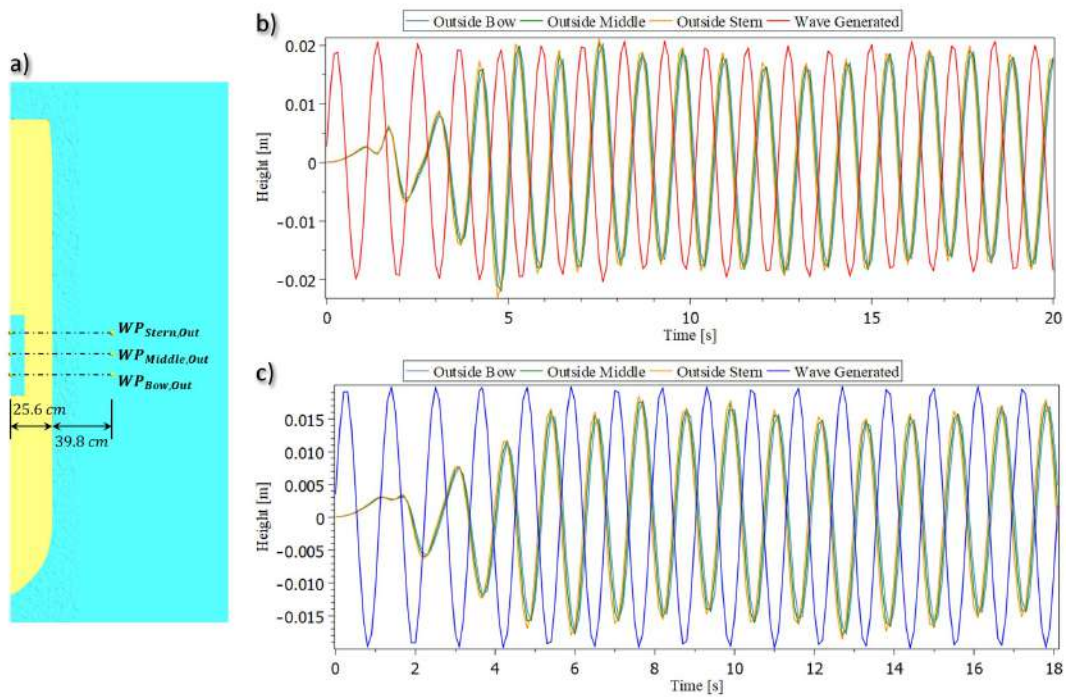 a)
WP_Stern,Out
WP_Middle,Out
WP_Bow,Out
25.6 cm
39.8 cm
b)
Outside Bow Outside Middle Outside Stern Wave Generated
Height [m]
0.02
0.01
0
−0.01
−0.02
0 5 10 15 20
Time [s]
c)
Outside Bow Outside Middle Outside Stern Wave Generated
Height [m]
0.015
0.010
0.005
0
−0.005
−0.010
−0.015
0 2 4 6 8 10 12 14 16 18
Time [s]